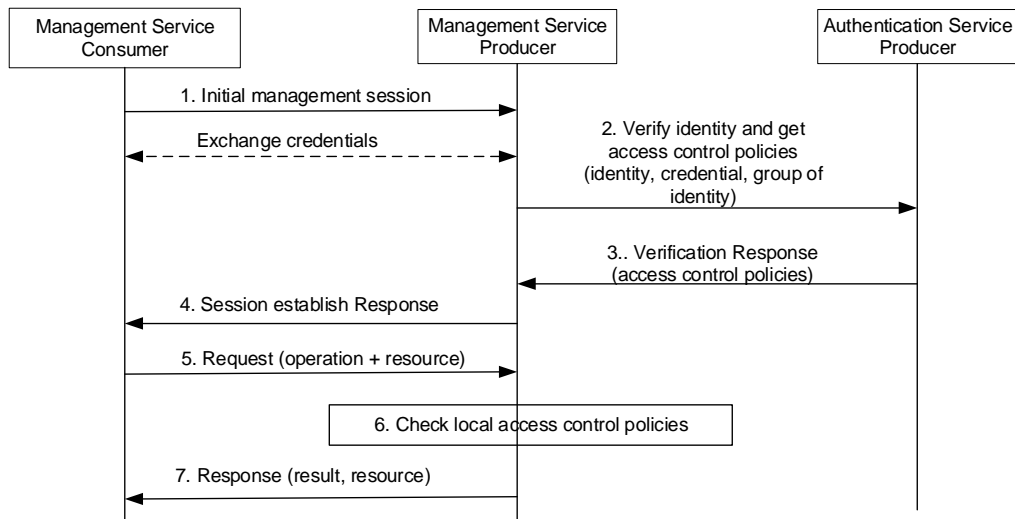 Management Service
Consumer
Management Service
Producer
Authentication Service
Producer
1. Initial management session
Exchange credentials
2. Verify identity and get
access control policies
(identity, credential, group of
identity)
3.. Verification Response
(access control policies)
4. Session establish Response
5. Request (operation + resource)
6. Check local access control policies
7. Response (result, resource)